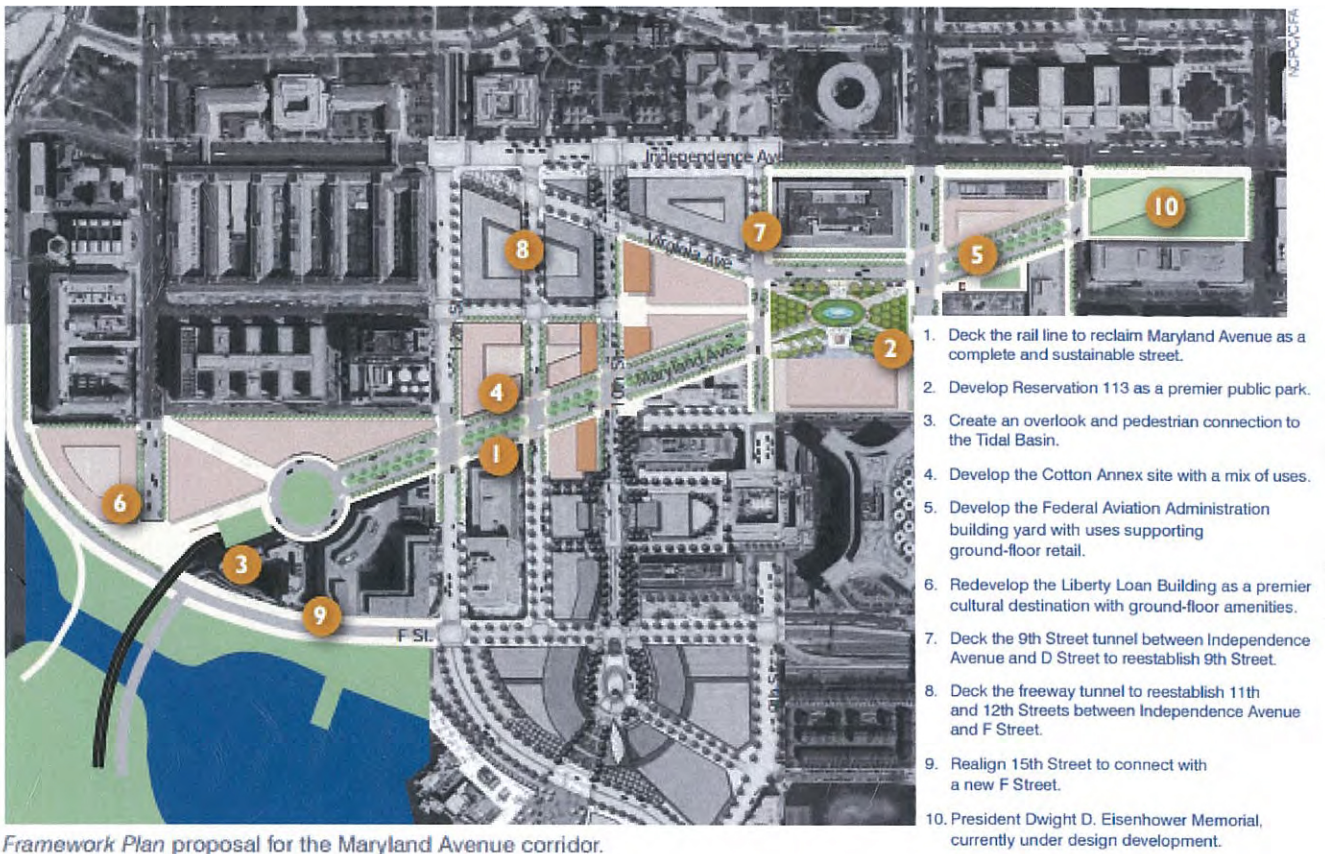 NCPC/CFA
Independence Av
Virginia Ave
Maryland Ave
F St.
7
10
8
5
2
4
1
6
3
9
1. Deck the rail line to reclaim Maryland Avenue as a
complete and sustainable street.
2. Develop Reservation 113 as a premier public park.
3. Create an overlook and pedestrian connection to
the Tidal Basin.
4. Develop the Cotton Annex site with a mix of uses.
5. Develop the Federal Aviation Administration
building yard with uses supporting
ground-floor retail.
6. Redevelop the Liberty Loan Building as a premier
cultural destination with ground-floor amenities.
7. Deck the 9th Street tunnel between Independence
Avenue and D Street to reestablish 9th Street.
8. Deck the freeway tunnel to reestablish 11th
and 12th Streets between Independence Avenue
and F Street.
9. Realign 15th Street to connect with
a new F Street.
10. President Dwight D. Eisenhower Memorial,
currently under design development.
Framework Plan proposal for the Maryland Avenue corridor.